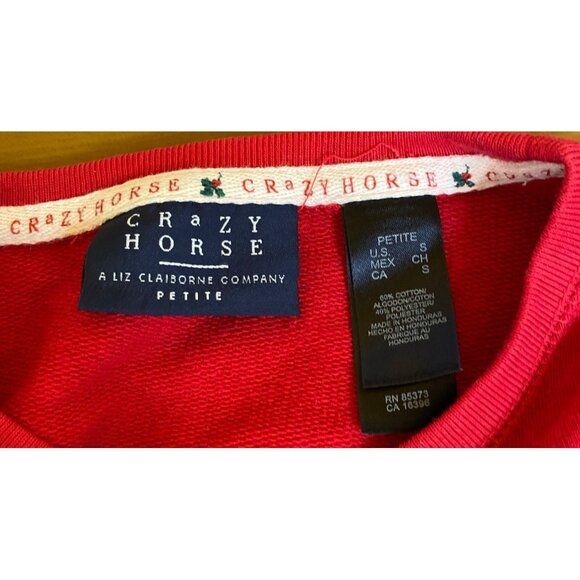 CRaZY HORSE CRaZY HORSE CRaZY
CRaZY
HORSE
A LIZ CLAIBORNE COMPANY
PETITE
PETITE
U.S. S
MEX CH
CA S
60% COTTON/
ALGODON/COTON
40% POLYESTER/
POLIESTER
MADE IN HONDURAS
HECHO EN HONDURAS
FABRIQUE AU
HONDURAS
RN 85373
CA 16396